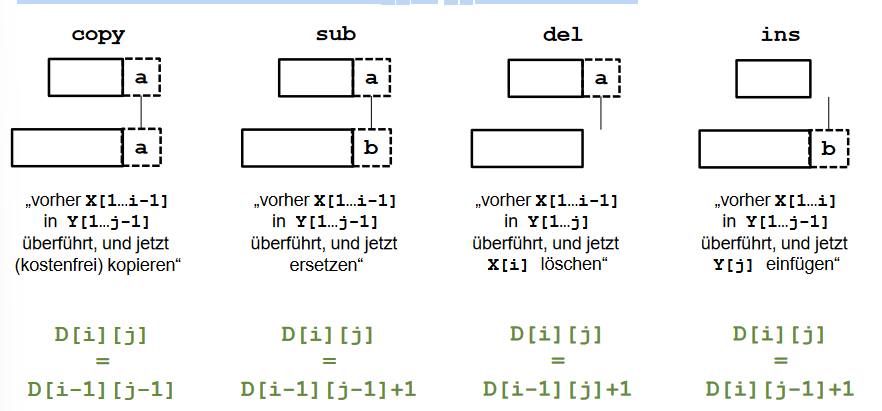 copy
a
a
„vorher X[1…i-1]
in Y[1…j-1]
überführt, und jetzt
(kostenfrei) kopieren“
D[i][j]
=
D[i-1][j-1]
sub
a
b
„vorher X[1…i-1]
in Y[1…j-1]
überführt, und jetzt
ersetzen“
D[i][j]
=
D[i-1][j-1]+1
del
a
„vorher X[1…i-1]
in Y[1…j]
überführt, und jetzt
X[i] löschen“
D[i][j]
=
D[i-1][j]+1
ins
b
„vorher X[1…i]
in Y[1…j-1]
überführt, und jetzt
Y[j] einfügen“
D[i][j]
=
D[i][j-1]+1